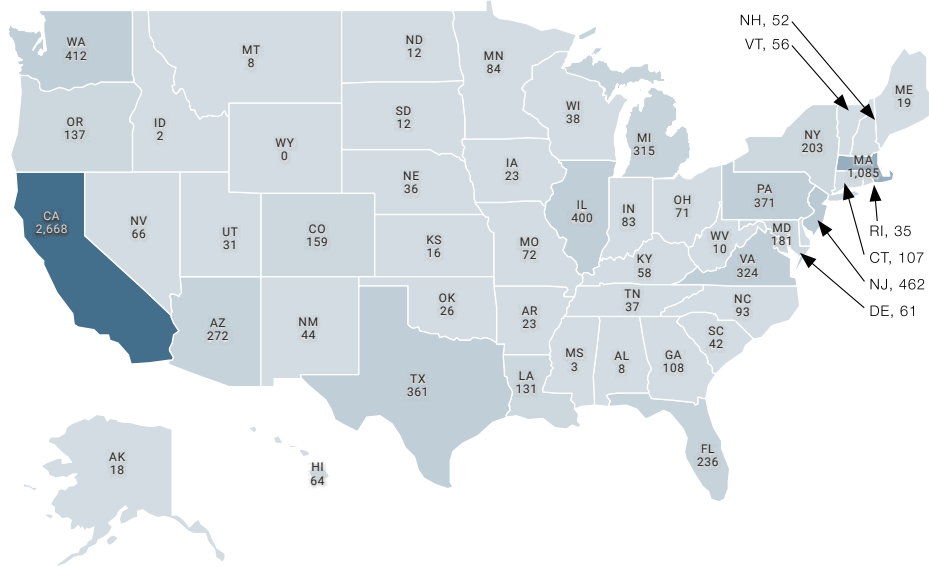 WA
412
OR
137
CA
2,668
NV
66
ID
2
MT
8
WY
0
UT
31
CO
159
AZ
272
NM
44
ND
12
SD
12
NE
36
KS
16
OK
26
TX
361
MN
84
IA
23
MO
72
AR
23
LA
131
WI
38
IL
400
MI
315
IN
83
OH
71
KY
58
TN
37
MS
3
AL
8
GA
108
FL
236
SC
42
NC
93
VA
324
WV
10
MD
181
PA
371
NY
203
NH, 52
VT, 56
ME
19
MA
1,085
RI, 35
CT, 107
NJ, 462
DE, 61
AK
18
HI
64